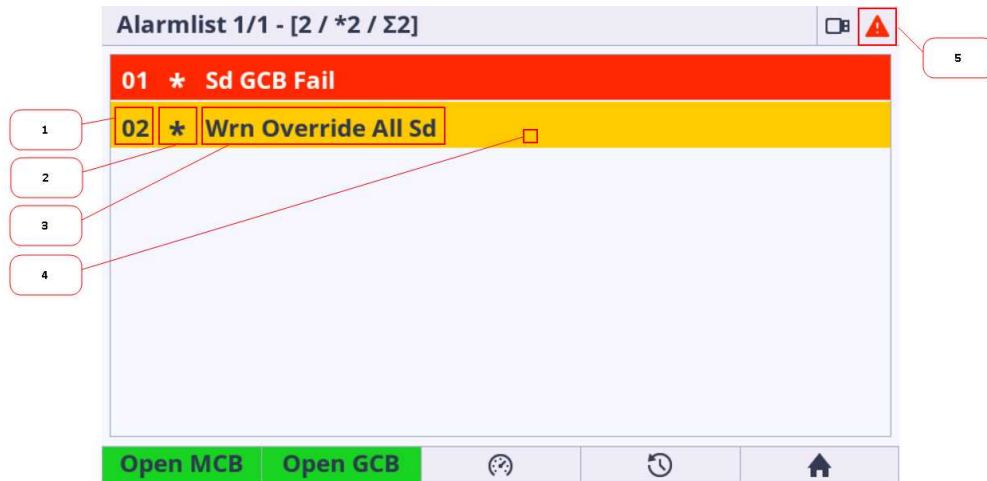 Alarmlist 1/1 - [2 / *2 / Σ2]
5
01 * Sd GCB Fail
1
02 * Wrn Override All Sd
2
3
4
Open MCB Open GCB